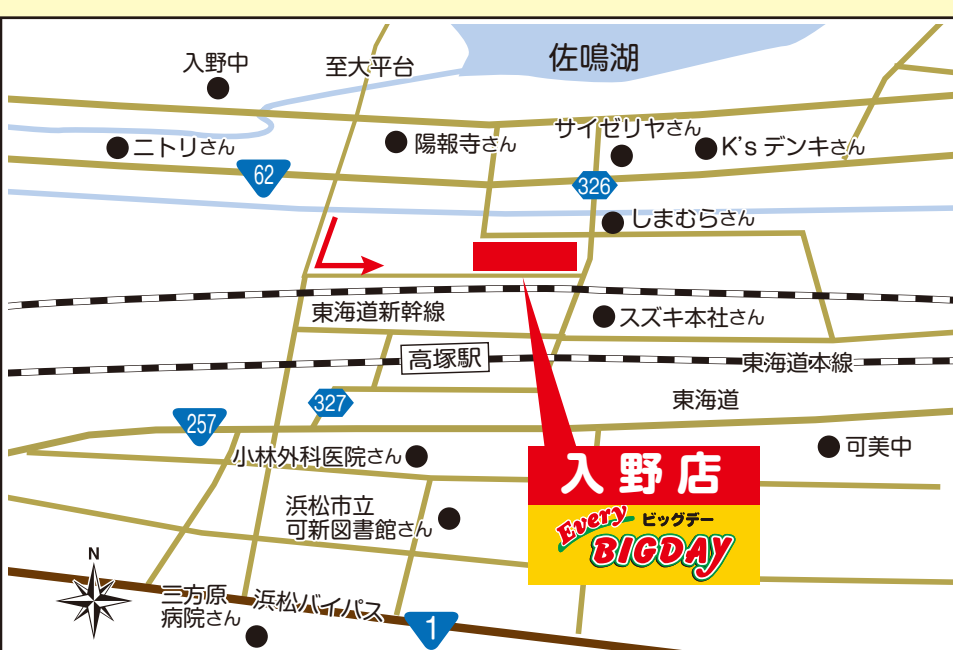 佐鳴湖
入野中
至大平台
ニトリさん
陽報寺さん
サイゼリヤさん
K's デンキさん
62
326
しまむらさん
東海道新幹線
スズキ本社さん
高塚駅
東海道本線
327
東海道
257
小林外科医院さん
可美中
入野店
浜松市立
可新図書館さん
Every ビッグデー
BIGDAY
N
三方原
病院さん
浜松バイパス
1